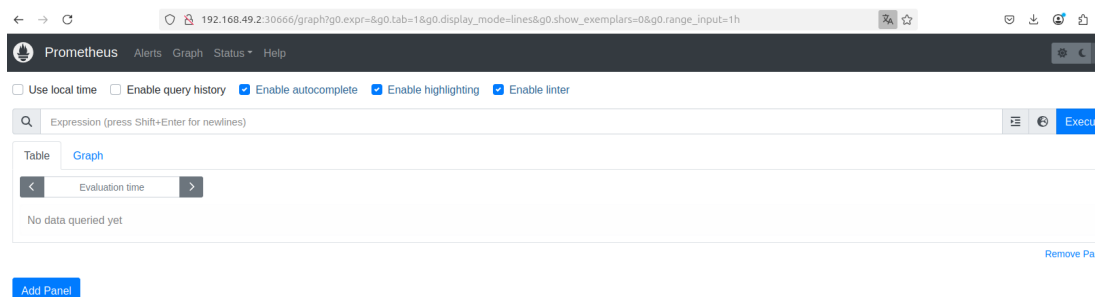 192.168.49.2:30666/graph?g0.expr=&g0.tab=1&g0.display_mode=lines&g0.show_exemplars=0&g0.range_input=1h
Prometheus Alerts Graph Status Help
Use local time Enable query history Enable autocomplete Enable highlighting Enable linter
Expression (press Shift+Enter for newlines) Execu
Table Graph
Evaluation time
No data queried yet
Remove Pa
Add Panel